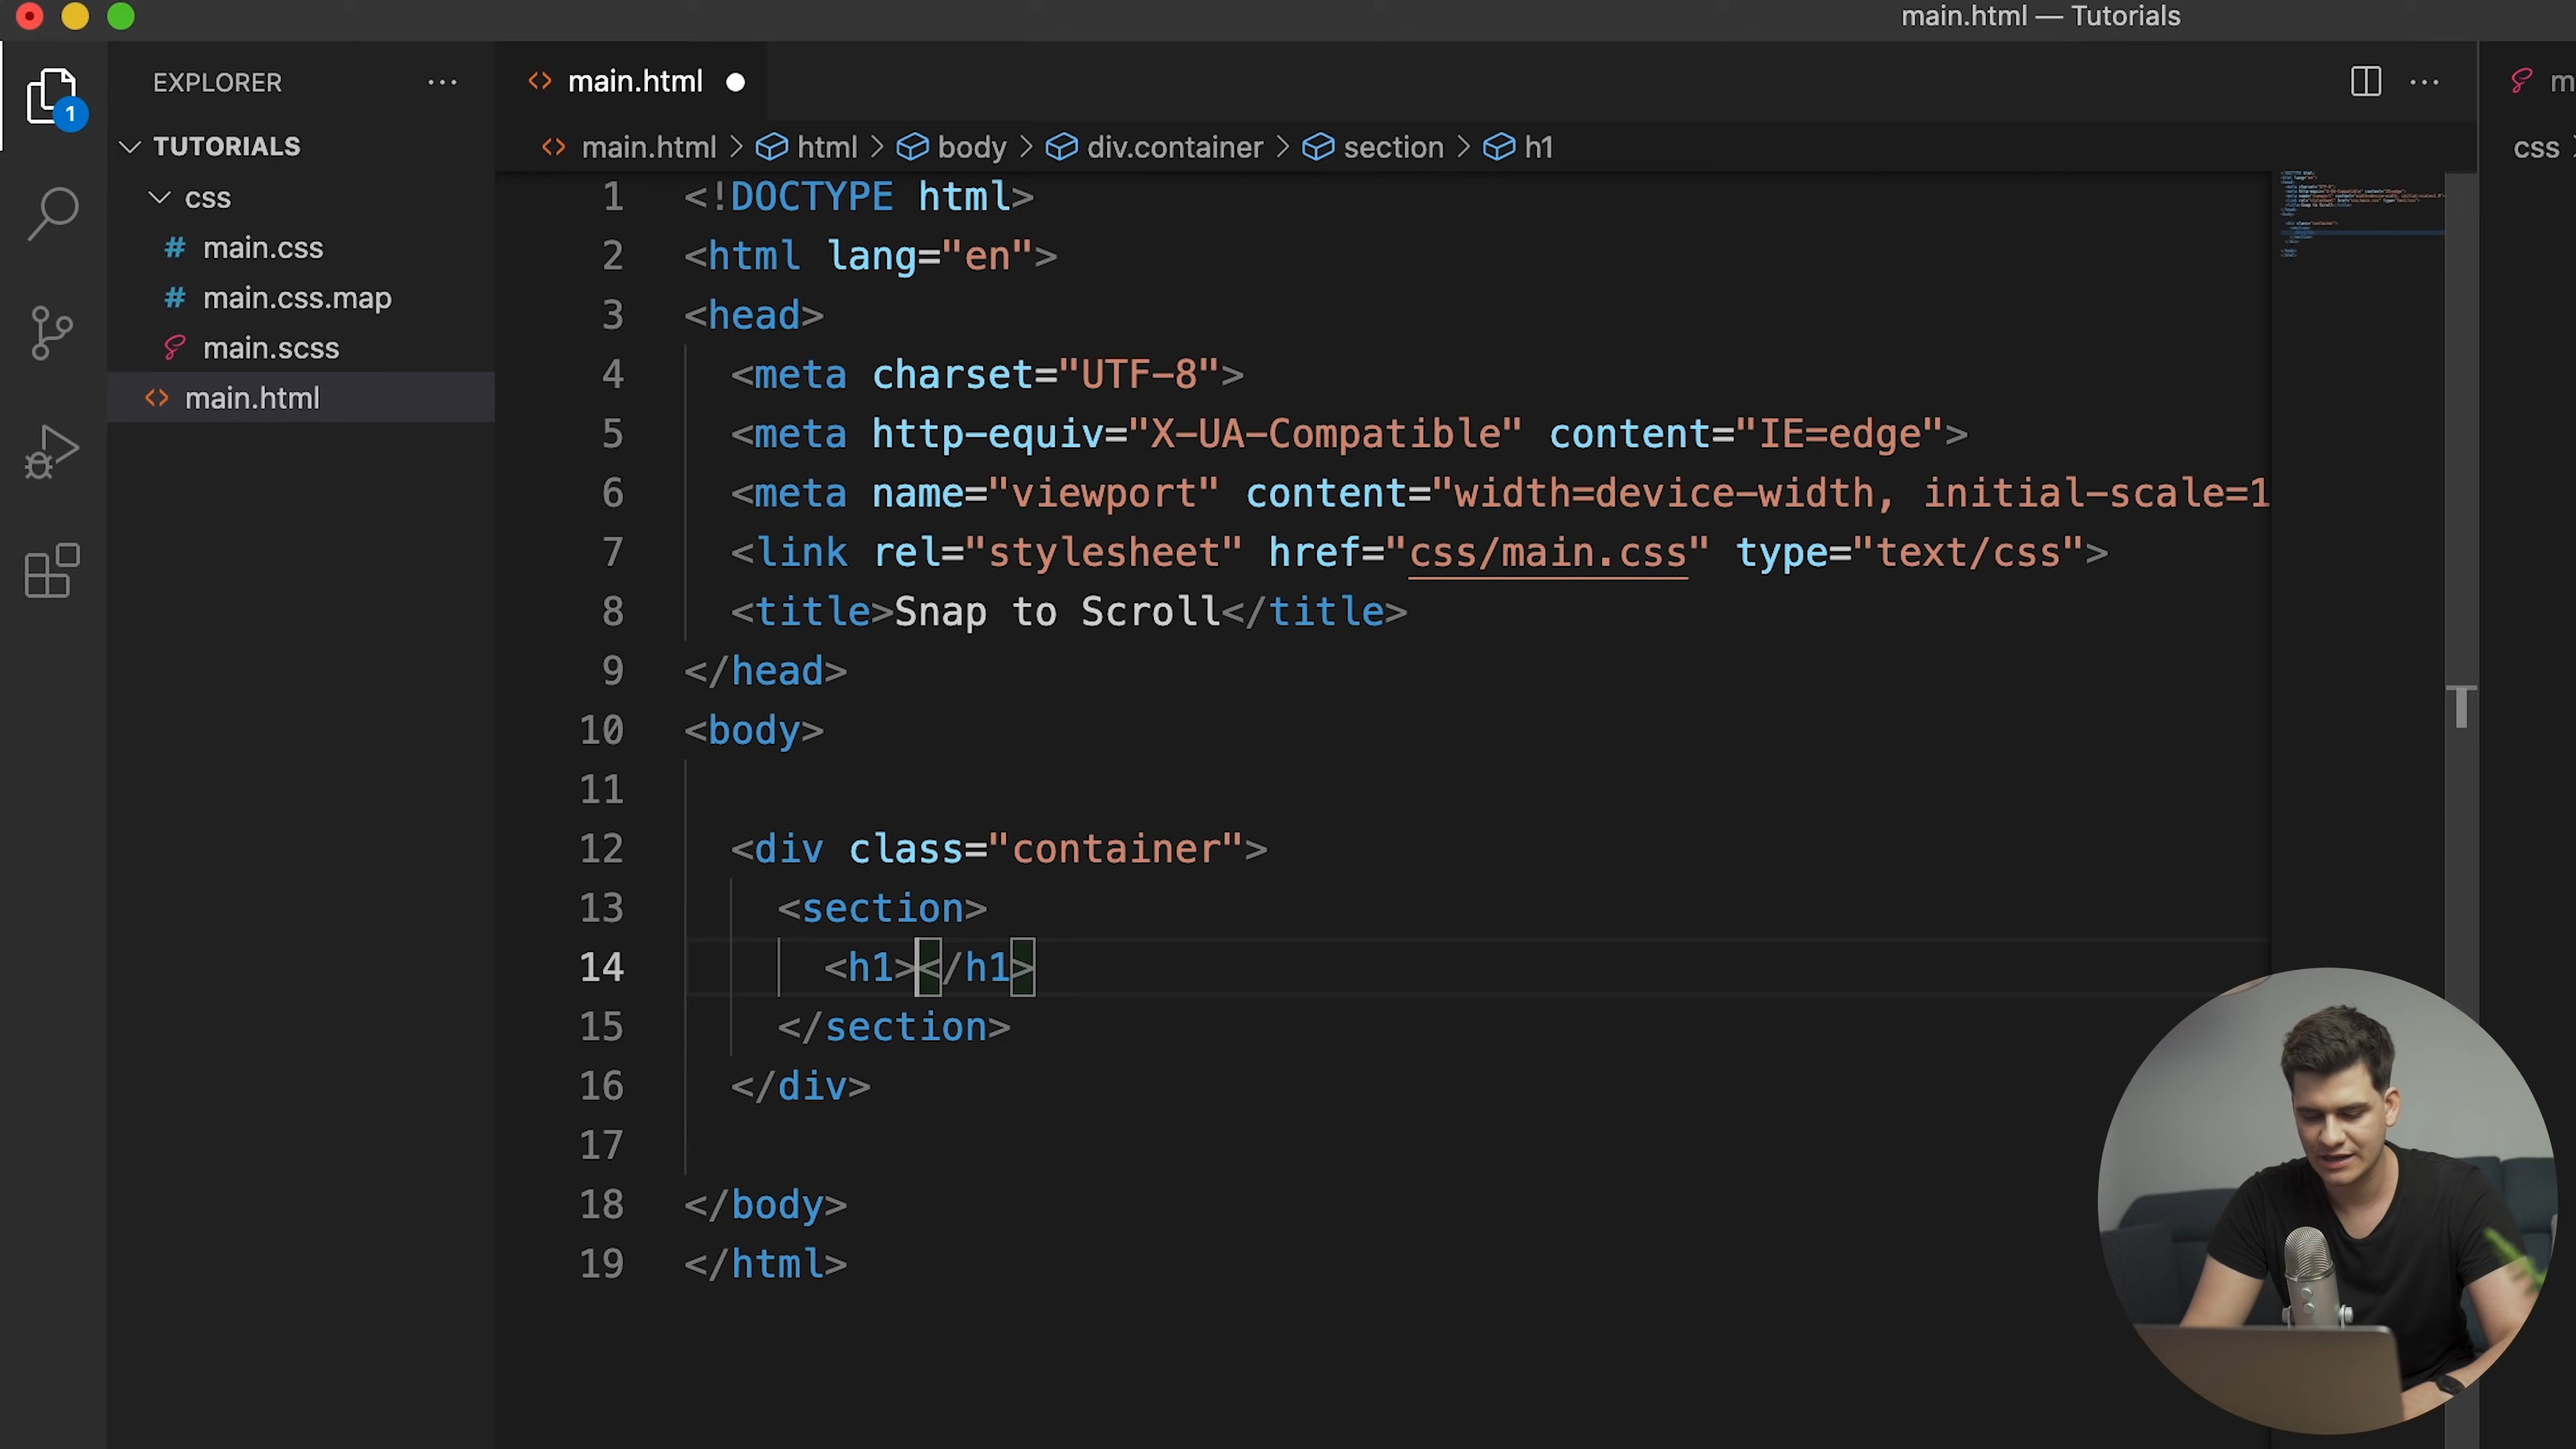 main.html — Tutorials
EXPLORER
TUTORIALS
css
main.css
main.css.map
main.scss
main.html
1
main.html
main.html > html > body > div.container > section > h1
css
1 <!DOCTYPE html>
2 <html lang="en">
3 <head>
4 <meta charset="UTF-8">
5 <meta http-equiv="X-UA-Compatible" content="IE=edge">
6 <meta name="viewport" content="width=device-width, initial-scale=1
7 <link rel="stylesheet" href="css/main.css" type="text/css">
8 <title>Snap to Scroll</title>
9 </head>
10 <body>
11
12 <div class="container">
13 <section>
14 <h1></h1>
15 </section>
16 </div>
17
18 </body>
19 </html>